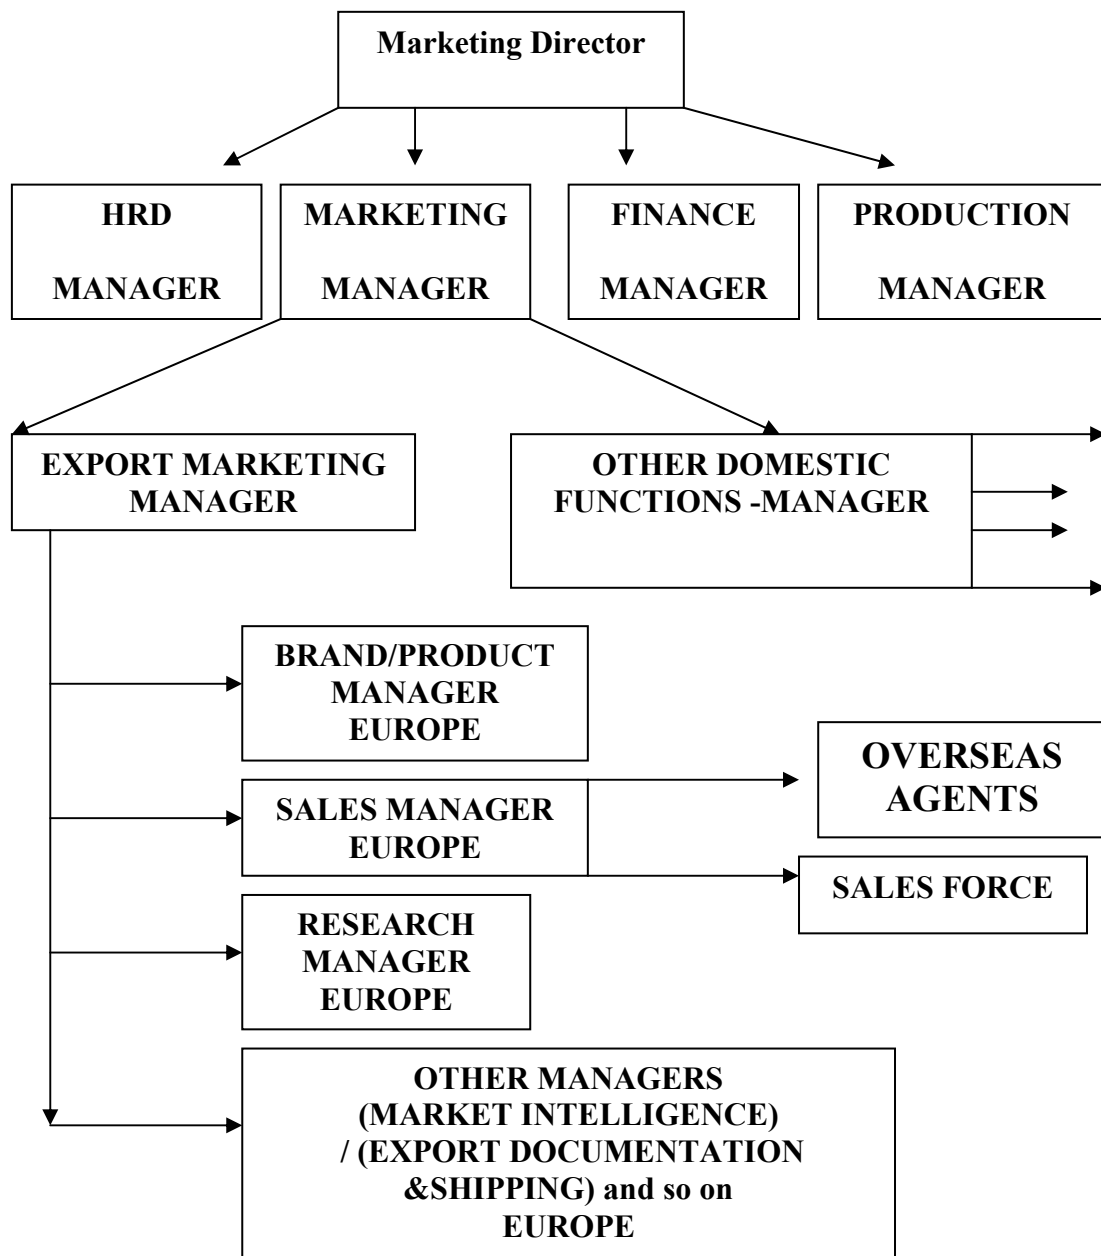 Marketing Director
HRD
MANAGER
MARKETING
MANAGER
FINANCE
MANAGER
PRODUCTION
MANAGER
EXPORT MARKETING
MANAGER
OTHER DOMESTIC
FUNCTIONS -MANAGER
BRAND/PRODUCT
MANAGER
EUROPE
SALES MANAGER
EUROPE
OVERSEAS
AGENTS
SALES FORCE
RESEARCH
MANAGER
EUROPE
OTHER MANAGERS
(MARKET INTELLIGENCE)
/ (EXPORT DOCUMENTATION
&SHIPPING) and so on
EUROPE